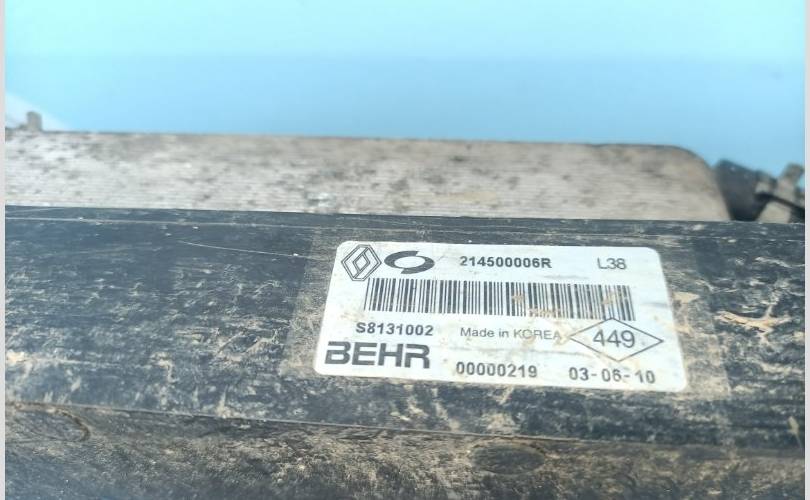 214500006R L38
S8131002 Made in KOREA 449
BEHR 00000219 03-06-10